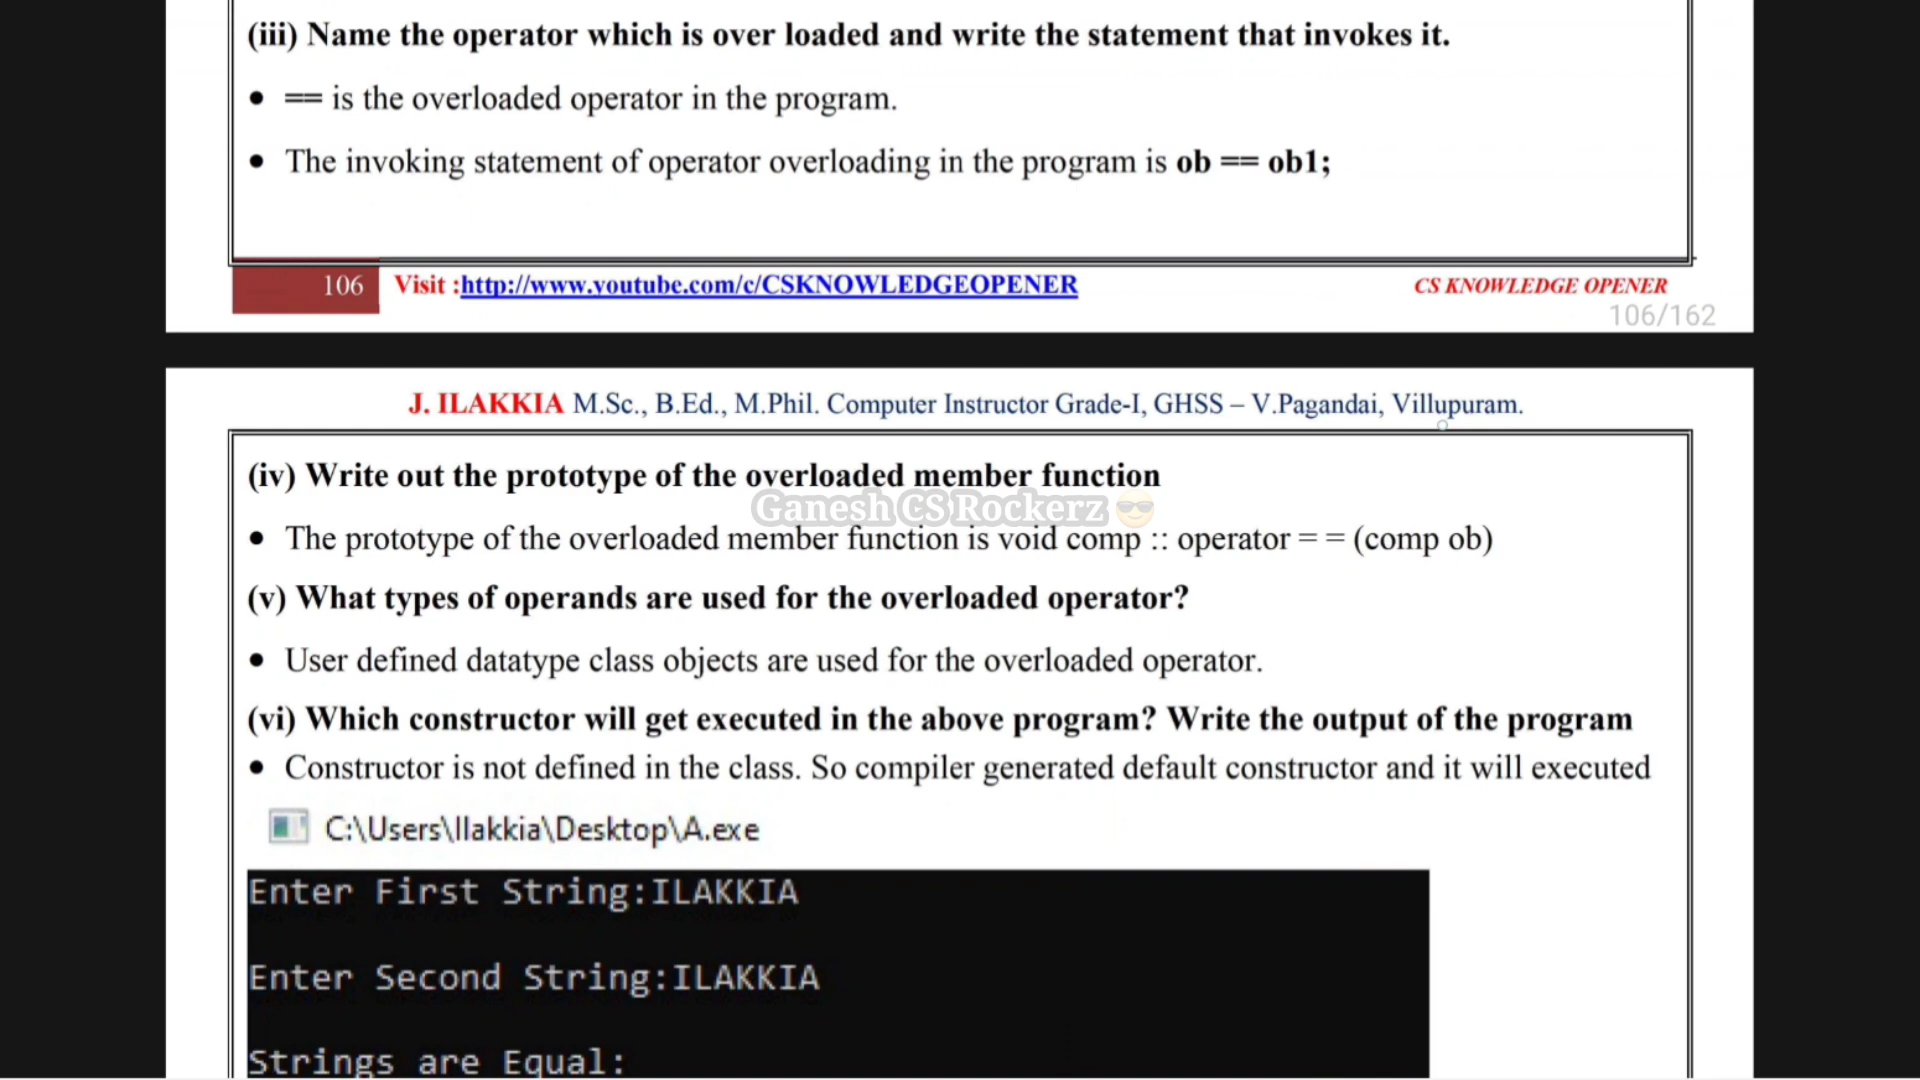 (iii) Name the operator which is over loaded and write the statement that invokes it.
• == is the overloaded operator in the program.
• The invoking statement of operator overloading in the program is ob == ob1;
106 Visit :http://www.youtube.com/c/CSKNOWLEDGEOPENER CS KNOWLEDGE OPENER
106/162
J. ILAKKIA M.Sc., B.Ed., M.Phil. Computer Instructor Grade-I, GHSS – V.Pagandai, Villupuram.
(iv) Write out the prototype of the overloaded member function
Ganesh CS Rockerz 😎
• The prototype of the overloaded member function is void comp :: operator = = (comp ob)
(v) What types of operands are used for the overloaded operator?
• User defined datatype class objects are used for the overloaded operator.
(vi) Which constructor will get executed in the above program? Write the output of the program
• Constructor is not defined in the class. So compiler generated default constructor and it will executed
C:\Users\Ilakkia\Desktop\A.exe
Enter First String:ILAKKIA
Enter Second String:ILAKKIA
Strings are Equal: